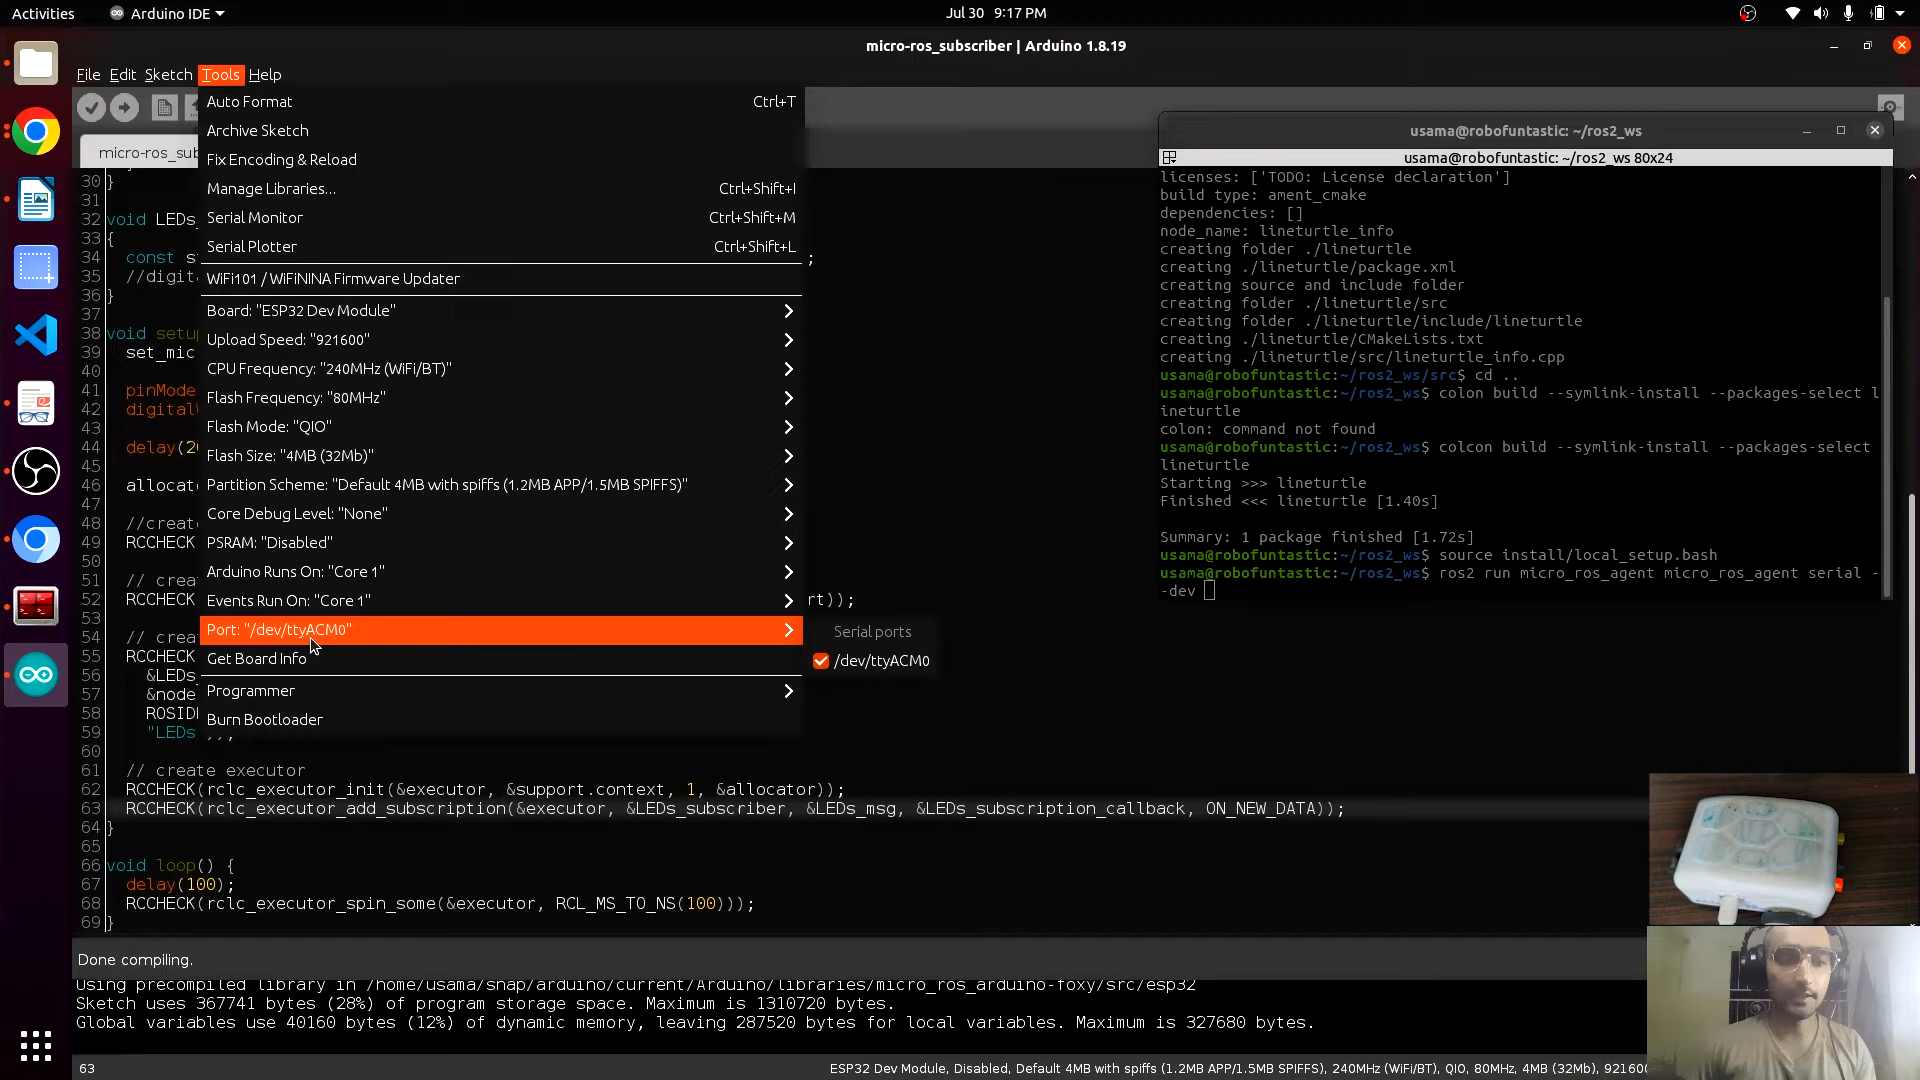 Activities
Arduino IDE
Jul 30 9:17 PM
micro-ros_subscriber | Arduino 1.8.19
File Edit Sketch Tools Help
Auto Format Ctrl+T
Archive Sketch
Fix Encoding & Reload
Manage Libraries... Ctrl+Shift+I
Serial Monitor Ctrl+Shift+M
Serial Plotter Ctrl+Shift+L
WiFi101 / WiFiNINA Firmware Updater
Board: "ESP32 Dev Module"
Upload Speed: "921600"
CPU Frequency: "240MHz (WiFi/BT)"
Flash Frequency: "80MHz"
Flash Mode: "QIO"
Flash Size: "4MB (32Mb)"
Partition Scheme: "Default 4MB with spiffs (1.2MB APP/1.5MB SPIFFS)"
Core Debug Level: "None"
PSRAM: "Disabled"
Arduino Runs On: "Core 1"
Events Run On: "Core 1"
Port: "/dev/ttyACM0"
Get Board Info
Programmer
Burn Bootloader
Serial ports
/dev/ttyACM0
micro-ros_sub
30 }
31
32 void LEDs_
33 {
34 const s ;
35 //digit
36 }
37
38 void setup
39 set_mic
40
41 pinMode
42 digitalW
43
44 delay(20
45
46 allocato
47
48 //create
49 RCCHECK
50
51 // crea
52 RCCHECK rt));
53
54 // crea
55 RCCHECK
56 &LEDs_
57 &node
58 ROSID
59 "LEDs"));
60
61 // create executor
62 RCCHECK(rclc_executor_init(&executor, &support.context, 1, &allocator));
63 RCCHECK(rclc_executor_add_subscription(&executor, &LEDs_subscriber, &LEDs_msg, &LEDs_subscription_callback, ON_NEW_DATA));
64 }
65
66 void loop() {
67 delay(100);
68 RCCHECK(rclc_executor_spin_some(&executor, RCL_MS_TO_NS(100)));
69 }
usama@robofuntastic: ~/ros2_ws
usama@robofuntastic: ~/ros2_ws 80x24
licenses: ['TODO: License declaration']
build type: ament_cmake
dependencies: []
node_name: lineturtle_info
creating folder ./lineturtle
creating ./lineturtle/package.xml
creating source and include folder
creating folder ./lineturtle/src
creating folder ./lineturtle/include/lineturtle
creating ./lineturtle/CMakeLists.txt
creating ./lineturtle/src/lineturtle_info.cpp
usama@robofuntastic:~/ros2_ws/src$ cd ..
usama@robofuntastic:~/ros2_ws$ colon build --symlink-install --packages-select l
ineturtle
colon: command not found
usama@robofuntastic:~/ros2_ws$ colcon build --symlink-install --packages-select
lineturtle
Starting >>> lineturtle
Finished <<< lineturtle [1.40s]
Summary: 1 package finished [1.72s]
usama@robofuntastic:~/ros2_ws$ source install/local_setup.bash
usama@robofuntastic:~/ros2_ws$ ros2 run micro_ros_agent micro_ros_agent serial -
-dev
Done compiling.
Using precompiled library in /home/usama/snap/arduino/current/Arduino/libraries/micro_ros_arduino-foxy/src/esp32
Sketch uses 367741 bytes (28%) of program storage space. Maximum is 1310720 bytes.
Global variables use 40160 bytes (12%) of dynamic memory, leaving 287520 bytes for local variables. Maximum is 327680 bytes.
63
ESP32 Dev Module, Disabled, Default 4MB with spiffs (1.2MB APP/1.5MB SPIFFS), 240MHz (WiFi/BT), QIO, 80MHz, 4MB (32Mb), 921600